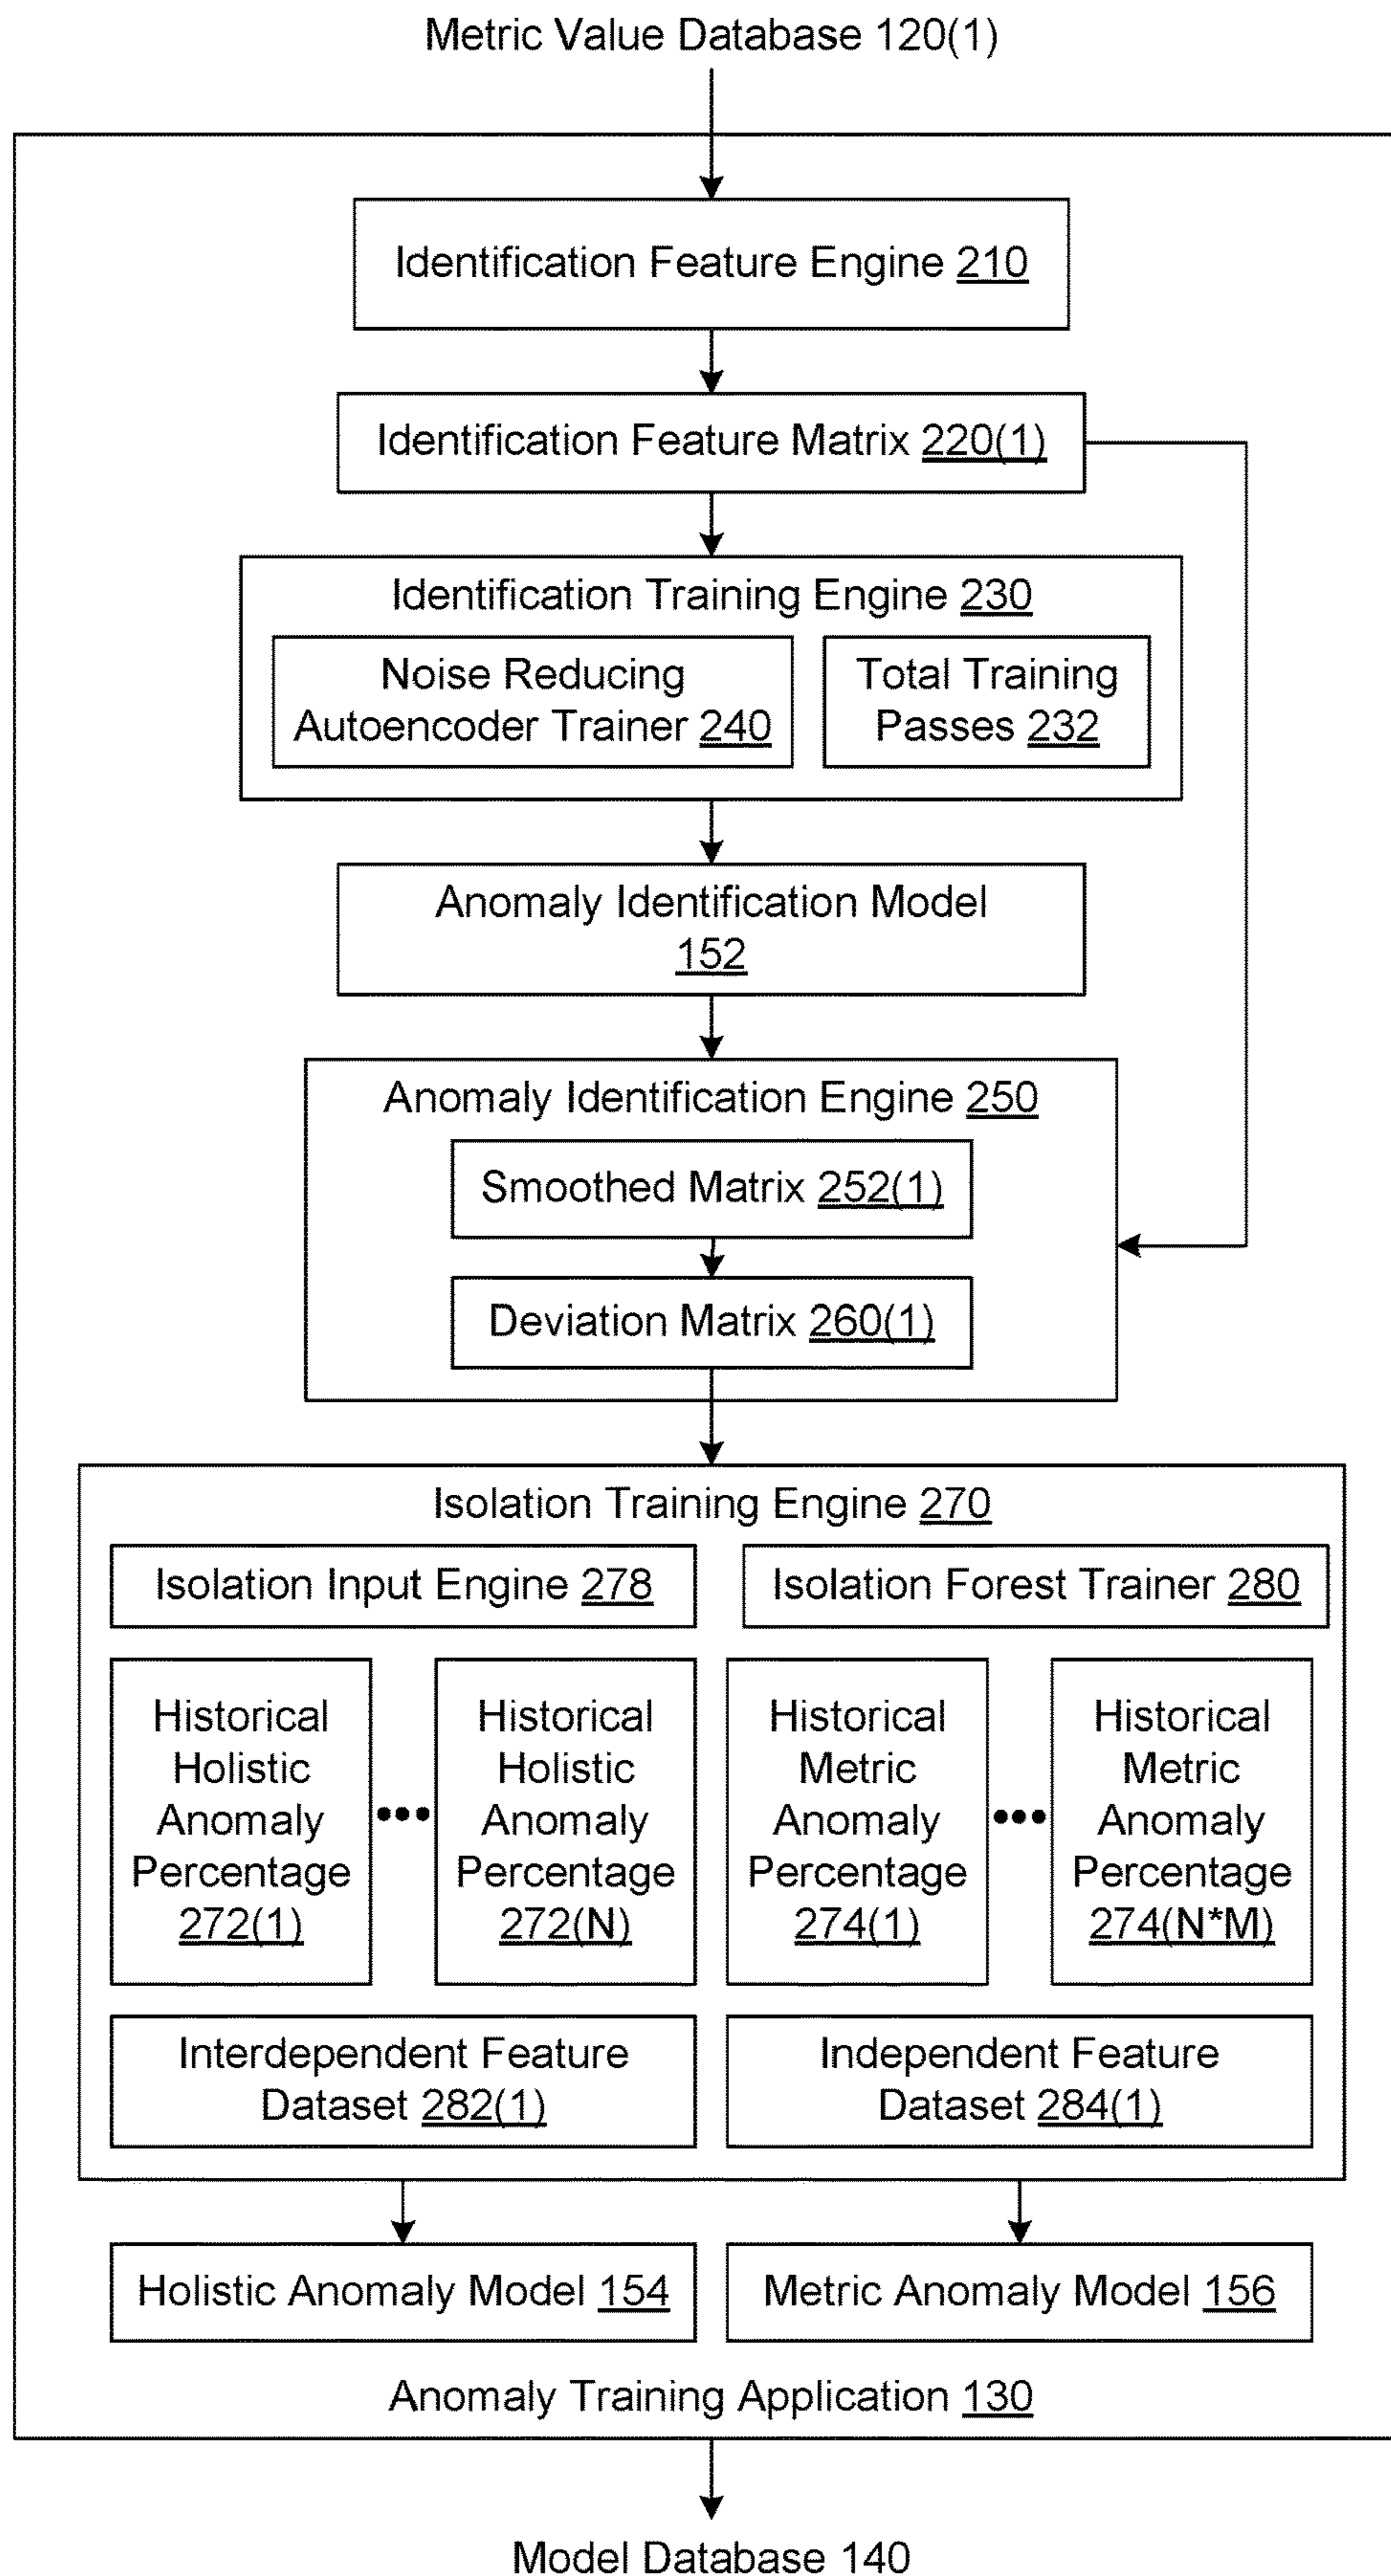 Metric Value Database 120(1)
Identification Feature Engine 210
Identification Feature Matrix 220(1)
Identification Training Engine 230
Noise Reducing
Autoencoder Trainer 240
Total Training
Passes 232
Anomaly Identification Model
152
Anomaly Identification Engine 250
Smoothed Matrix 252(1)
Deviation Matrix 260(1)
Isolation Training Engine 270
Isolation Input Engine 278
Isolation Forest Trainer 280
Historical
Holistic
Anomaly
Percentage
272(1)
Historical
Holistic
Anomaly
Percentage
272(N)
Historical
Metric
Anomaly
Percentage
274(1)
Historical
Metric
Anomaly
Percentage
274(N*M)
Interdependent Feature
Dataset 282(1)
Independent Feature
Dataset 284(1)
Holistic Anomaly Model 154
Metric Anomaly Model 156
Anomaly Training Application 130
Model Database 140